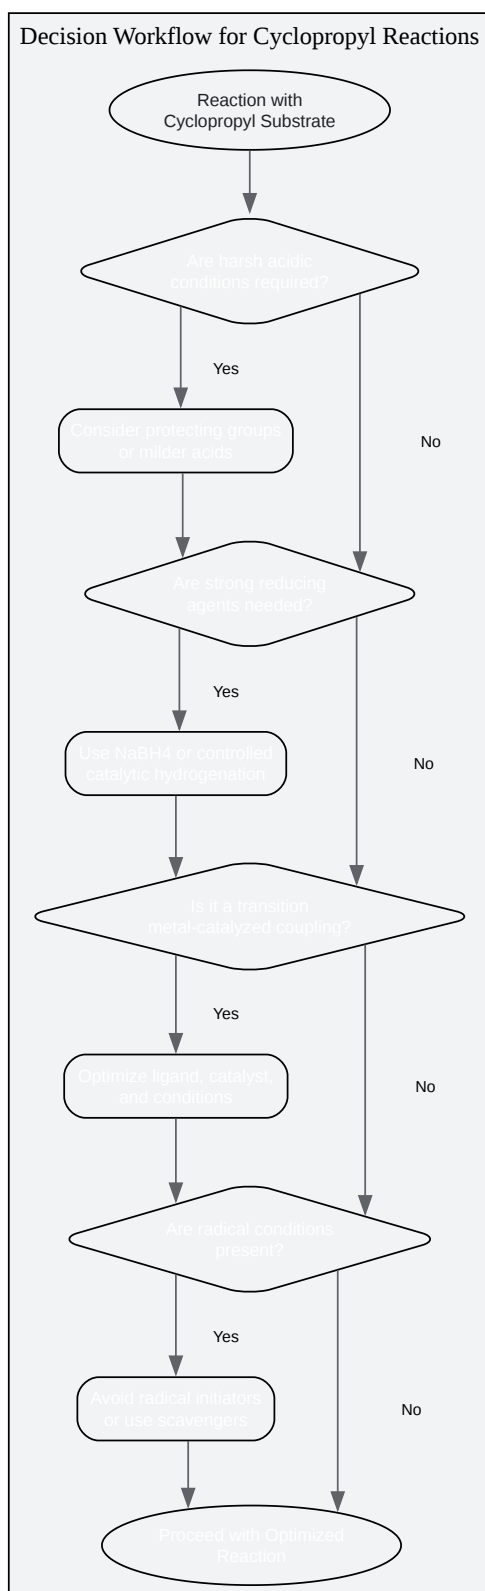 Decision Workflow for Cyclopropyl Reactions
Reaction with
Cyclopropyl Substrate
Are harsh acidic
conditions required?
Yes
Consider protecting groups
or milder acids
No
Are strong reducing
agents needed?
Yes
Use NaBH4 or controlled
catalytic hydrogenation
No
Is it a transition
metal-catalyzed coupling?
Yes
Optimize ligand, catalyst,
and conditions
No
Are radical conditions
present?
Yes
Avoid radical initiators
or use scavengers
No
Proceed with Optimized
Reaction